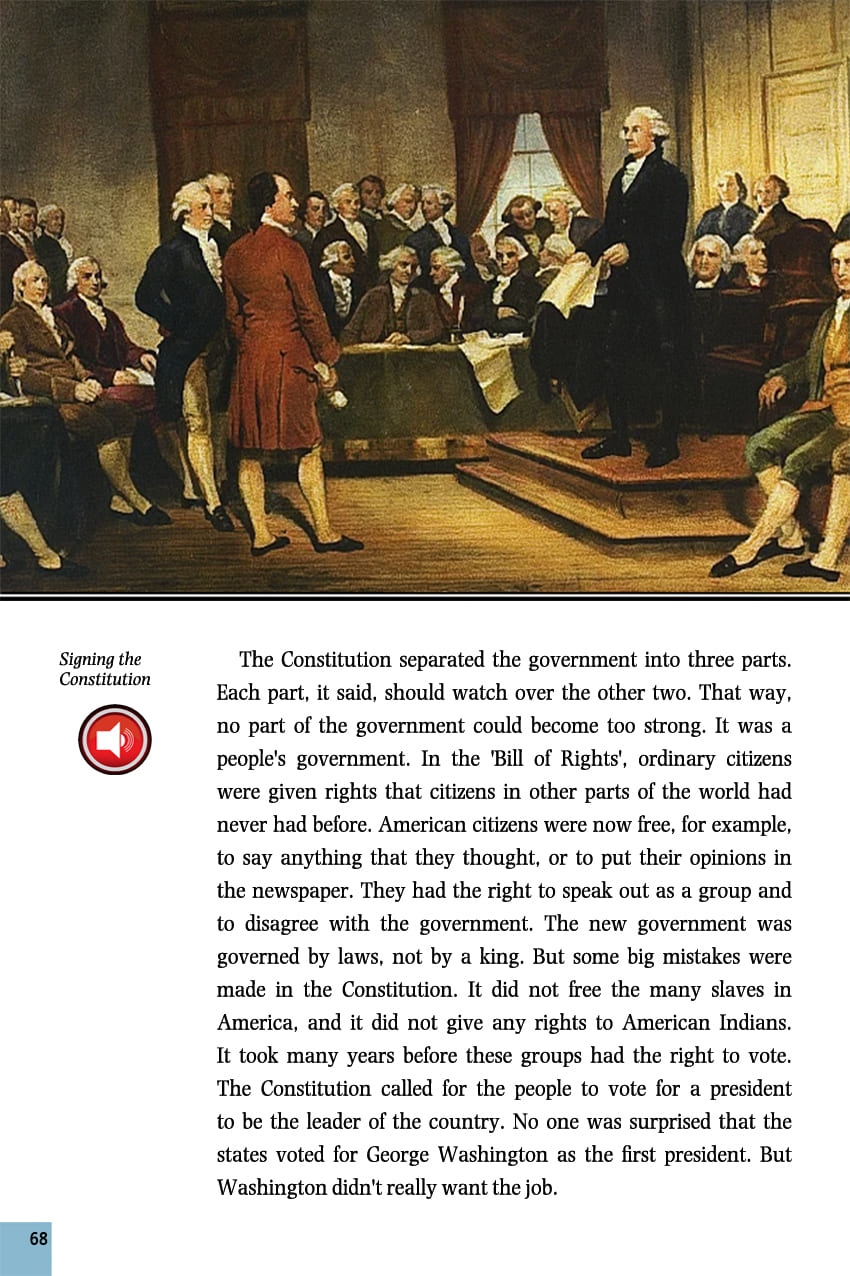 Signing the
Constitution
The Constitution separated the government into three parts.
Each part, it said, should watch over the other two. That way,
no part of the government could become too strong. It was a
people's government. In the 'Bill of Rights', ordinary citizens
were given rights that citizens in other parts of the world had
never had before. American citizens were now free, for example,
to say anything that they thought, or to put their opinions in
the newspaper. They had the right to speak out as a group and
to disagree with the government. The new government was
governed by laws, not by a king. But some big mistakes were
made in the Constitution. It did not free the many slaves in
America, and it did not give any rights to American Indians.
It took many years before these groups had the right to vote.
The Constitution called for the people to vote for a president
to be the leader of the country. No one was surprised that the
states voted for George Washington as the first president. But
Washington didn't really want the job.
68